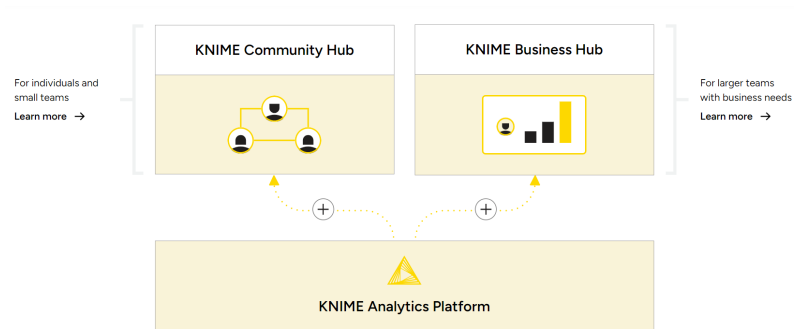 KNIME Community Hub
KNIME Business Hub
For individuals and
small teams
Learn more →
For larger teams
with business needs
Learn more →
KNIME Analytics Platform